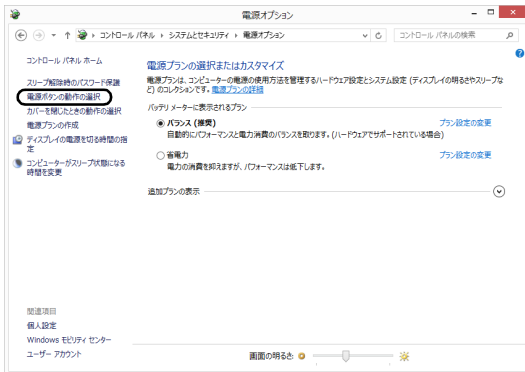 電源オプション
コントロール パネル ▸ システムとセキュリティ ▸ 電源オプション
コントロール パネルの検索
コントロール パネル ホーム
スリープ解除時のパスワード保護
電源ボタンの動作の選択
カバーを閉じたときの動作の選択
電源プランの作成
ディスプレイの電源を切る時間の指
定
コンピューターがスリープ状態になる
時間を変更
電源プランの選択またはカスタマイズ
電源プランは、コンピューターの電源の使用方法を管理するハードウェア設定とシステム設定 (ディスプレイの明るさやスリープな
ど) のコレクションです。電源プランの詳細
バッテリ メーターに表示されるプラン
バランス (推奨) プラン設定の変更
自動的にパフォーマンスと電力消費のバランスを取ります。(ハードウェアでサポートされている場合)
省電力 プラン設定の変更
電力の消費を抑えますが、パフォーマンスは低下します。
追加プランの表示
関連項目
個人設定
Windows モビリティ センター
ユーザー アカウント
画面の明るさ: